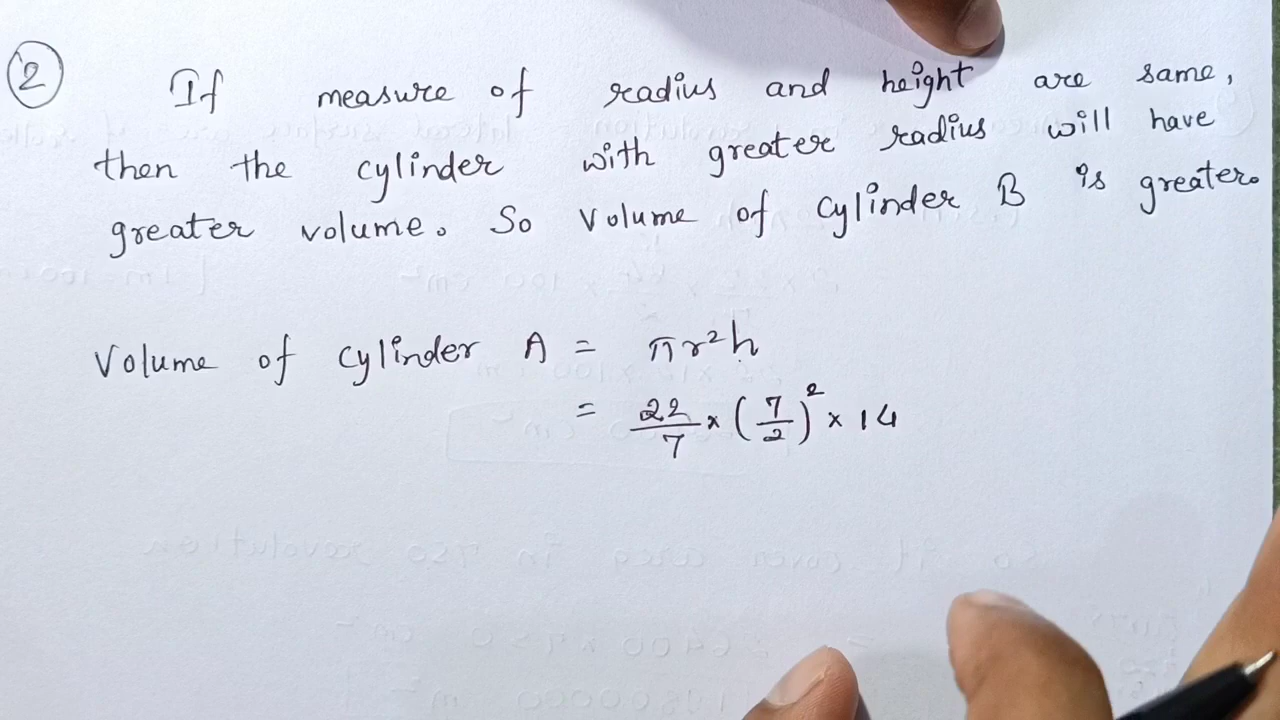 ② If measure of radius and height are same,
then the cylinder with greater radius will have
greater volume. So volume of cylinder B is greater.
Volume of cylinder A = πr²h
= 22/7 × (7/2)² × 14